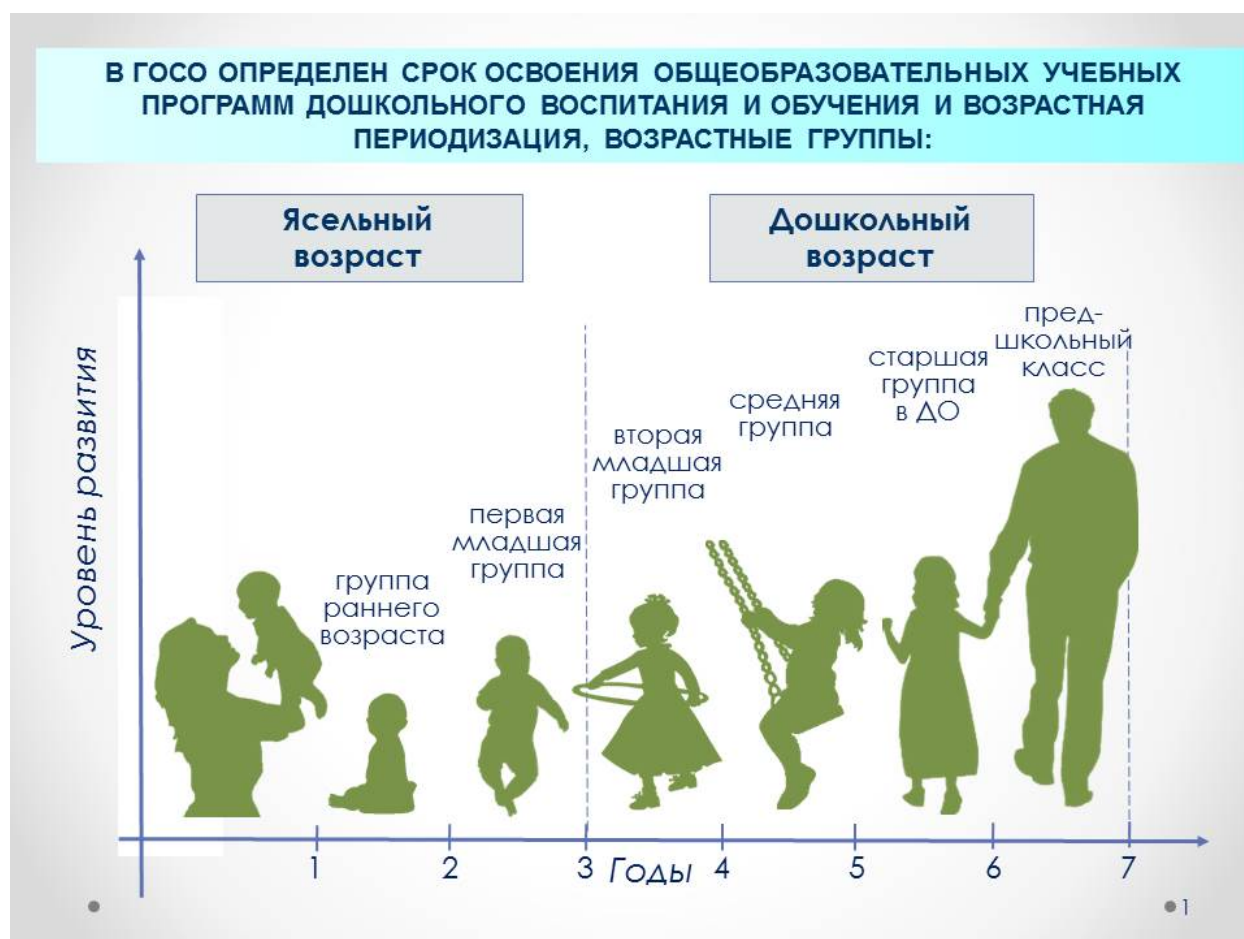 В ГОСО ОПРЕДЕЛЕН СРОК ОСВОЕНИЯ ОБЩЕОБРАЗОВАТЕЛЬНЫХ УЧЕБНЫХ
ПРОГРАММ ДОШКОЛЬНОГО ВОСПИТАНИЯ И ОБУЧЕНИЯ И ВОЗРАСТНАЯ
ПЕРИОДИЗАЦИЯ, ВОЗРАСТНЫЕ ГРУППЫ:
Ясельный
возраст
Дошкольный
возраст
Уровень развития
группа
раннего
возраста
первая
младшая
группа
вторая
младшая
группа
средняя
группа
старшая
группа
в ДО
пред-
школьный
класс
1 2 3 Годы 4 5 6 7
1